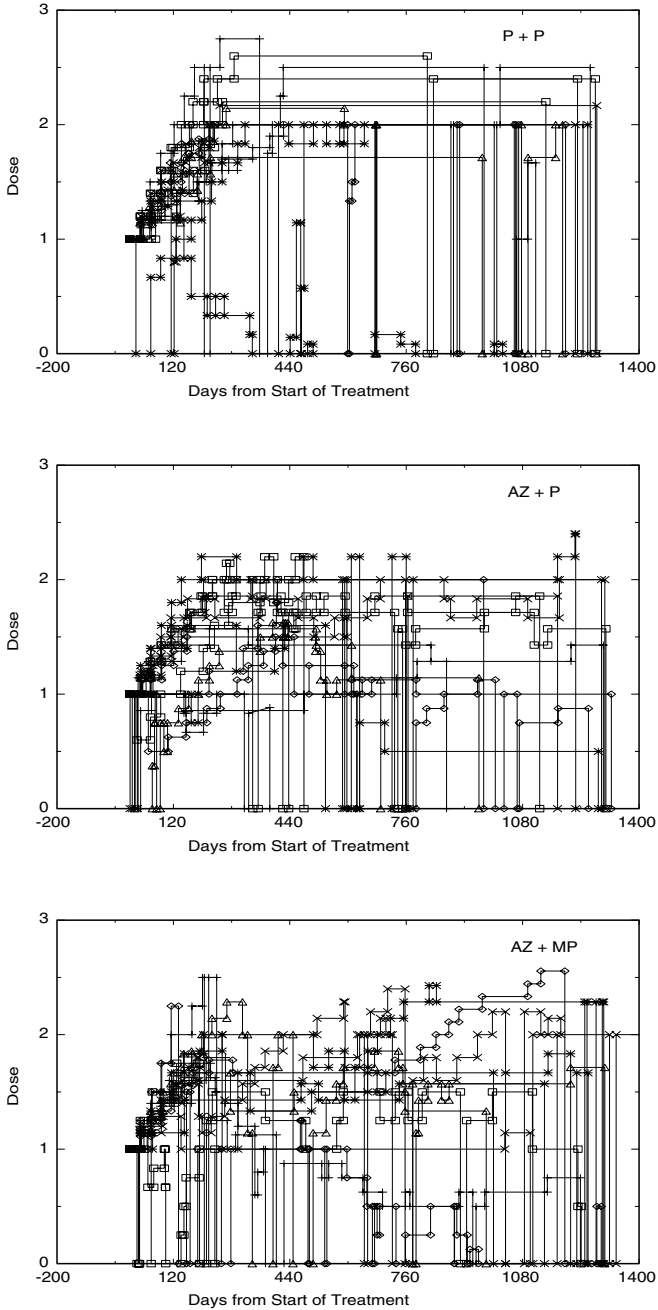 3
P + P
2
Dose
1
0
-200 120 440 760 1080 1400
Days from Start of Treatment
3
AZ + P
2
Dose
1
0
-200 120 440 760 1080 1400
Days from Start of Treatment
3
AZ + MP
2
Dose
1
0
-200 120 440 760 1080 1400
Days from Start of Treatment